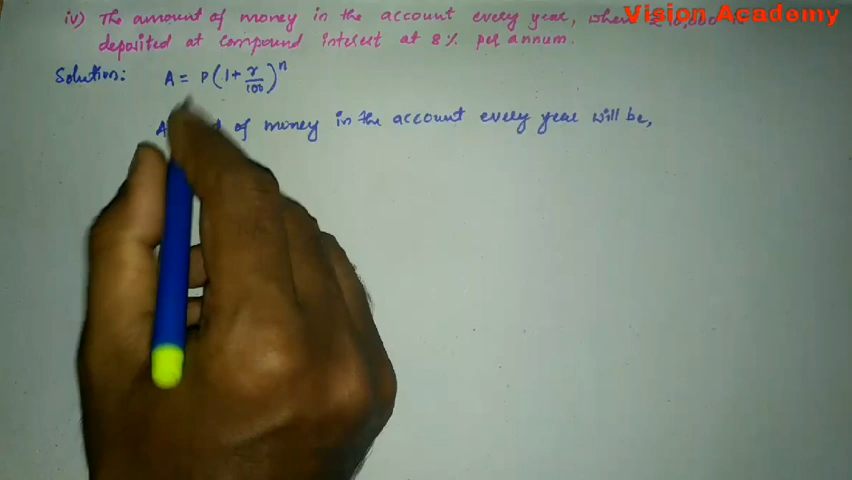 iv) The amount of money in the account every year, when
Vision Academy
deposited at compound interest at 8% per annum.
Solution: A = P(1+r/100)^n
of money in the account every year will be,